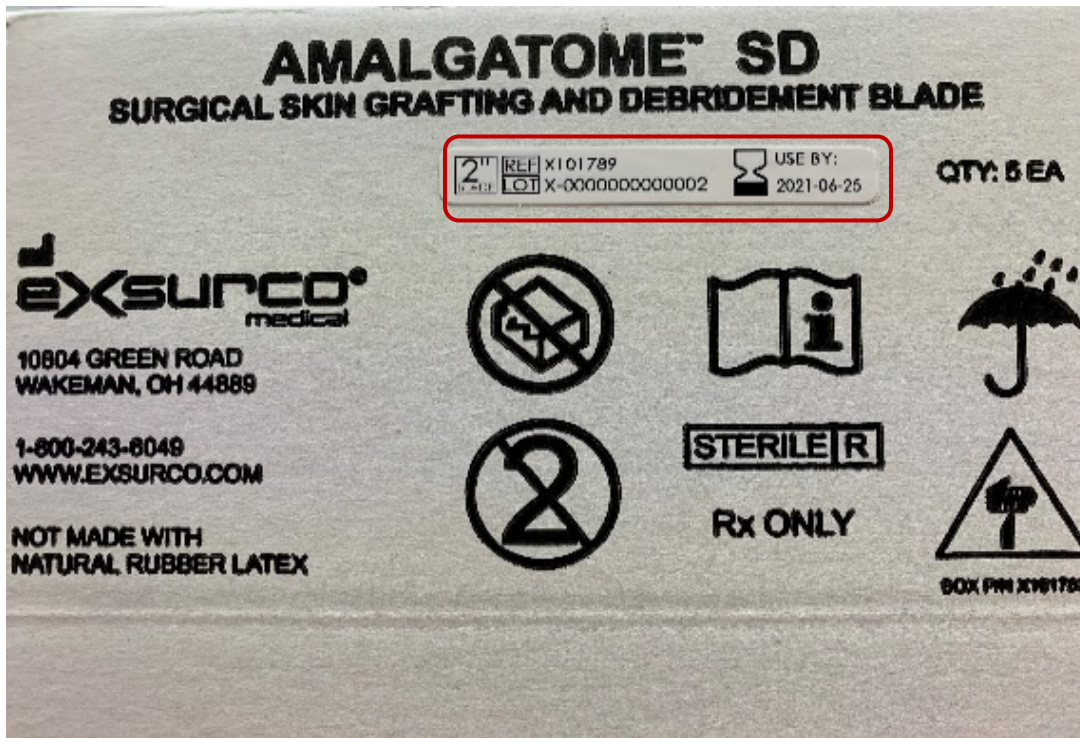 AMALGATOME™ SD
SURGICAL SKIN GRAFTING AND DEBRIDEMENT BLADE
2" BLADE REF X101789 USE BY:
LOT X-0000000000002 2021-06-25
QTY: 5 EA
exsurco
medical
10804 GREEN ROAD
WAKEMAN, OH 44889
1-800-243-6049
WWW.EXSURCO.COM
NOT MADE WITH
NATURAL RUBBER LATEX
2
STERILE R
Rx ONLY
BOX P/N